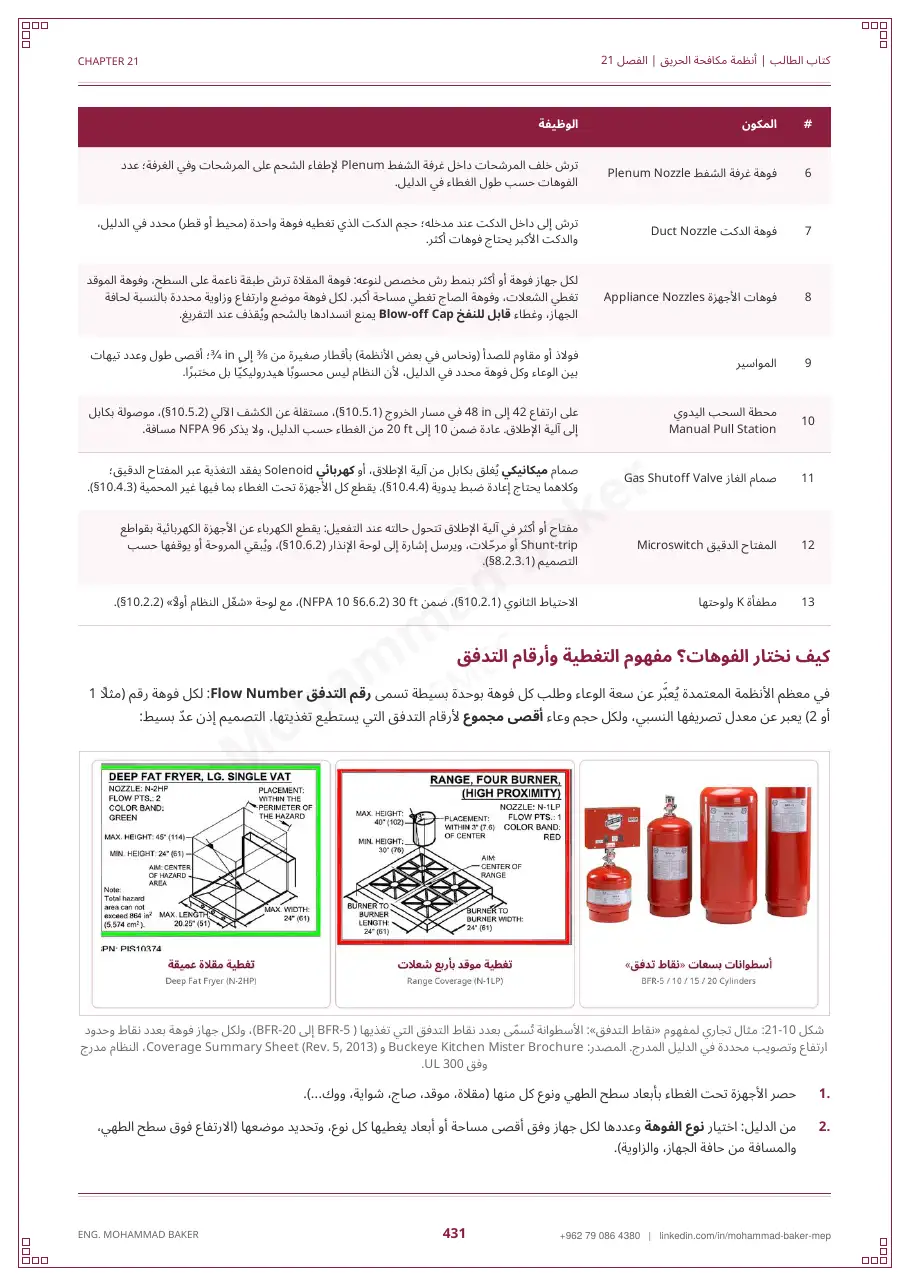 كتاب الطالب | أنظمة مكافحة الحريق | الفصل 21
CHAPTER 21
# المكون الوظيفة
6 فوهة غرفة الشفط Plenum Nozzle ترش خلف المرشحات داخل غرفة الشفط Plenum لإطفاء الشحم على المرشحات وفي الغرفة؛ عدد
الفوهات حسب طول الغطاء في الدليل.
7 فوهة الدكت Duct Nozzle ترش إلى داخل الدكت عند مدخله؛ حجم الدكت الذي تغطيه فوهة واحدة (محيط أو قطر) محدد في الدليل،
والدكت الأكبر يحتاج فوهات أكثر.
8 فوهات الأجهزة Appliance Nozzles لكل جهاز فوهة أو أكثر بنمط رش مخصص لنوعه: فوهة المقلاة ترش طبقة ناعمة على السطح، وفوهة الموقد
تغطي الشعلات، وفوهة الصاج تغطي مساحة أكبر. لكل فوهة موضع وارتفاع وزاوية محددة بالنسبة لحافة
الجهاز، وغطاء قابل للنفخ Blow-off Cap يمنع انسدادها بالشحم ويُقذف عند التفريغ.
9 المواسير فولاذ أو مقاوم للصدأ (ونحاس في بعض الأنظمة) بأقطار صغيرة من ⅜ إلى ¾ in؛ أقصى طول وعدد تيهات
بين الوعاء وكل فوهة محدد في الدليل، لأن النظام ليس محسوبًا هيدروليكيًا بل مختبرًا.
10 محطة السحب اليدوي
Manual Pull Station
على ارتفاع 42 إلى 48 in في مسار الخروج (§10.5.1)، مستقلة عن الكشف الآلي (§10.5.2)، موصولة بكابل
إلى آلية الإطلاق. عادة ضمن 10 إلى 20 ft من الغطاء حسب الدليل، ولا يذكر NFPA 96 مسافة.
11 صمام الغاز Gas Shutoff Valve صمام ميكانيكي يُغلق بكابل من آلية الإطلاق، أو كهربائي Solenoid يفقد التغذية عبر المفتاح الدقيق؛
وكلاهما يحتاج إعادة ضبط يدوية (§10.4.4). يقطع كل الأجهزة تحت الغطاء بما فيها غير المحمية (§10.4.3).
12 المفتاح الدقيق Microswitch مفتاح أو أكثر في آلية الإطلاق تتحول حالته عند التفعيل: يقطع الكهرباء عن الأجهزة الكهربائية بقواطع
Shunt-trip أو مرحّلات، ويرسل إشارة إلى لوحة الإنذار (§10.6.2)، ويُبقي المروحة أو يوقفها حسب
التصميم (§8.2.3.1).
13 مطفأة K ولوحتها الاحتياط الثانوي (§10.2.1)، ضمن 30 ft (NFPA 10 §6.6.2)، مع لوحة «شغّل النظام أولًا» (§10.2.2).
كيف نختار الفوهات؟ مفهوم التغطية وأرقام التدفق
في معظم الأنظمة المعتمدة يُعبَّر عن سعة الوعاء وطلب كل فوهة بوحدة بسيطة تسمى رقم التدفق Flow Number: لكل فوهة رقم (مثلًا 1
أو 2) يعبر عن معدل تصريفها النسبي، ولكل حجم وعاء أقصى مجموع لأرقام التدفق التي يستطيع تغذيتها. التصميم إذن عدّ بسيط:
DEEP FAT FRYER, LG. SINGLE VAT
NOZZLE: N-2HP
FLOW PTS.: 2
COLOR BAND:
GREEN
PLACEMENT:
WITHIN THE
PERIMETER OF
THE HAZARD
MAX. HEIGHT: 45" (114)
MIN. HEIGHT: 24" (61)
AIM: CENTER
OF HAZARD
AREA
Note:
Total hazard
area can not
exceed 864 in²
(5,574 cm²).
MAX. LENGTH:
20.25" (51)
MAX. WIDTH:
24" (61)
PN: PIS10374
تغطية مقلاة عميقة
Deep Fat Fryer (N-2HP)
RANGE, FOUR BURNER,
(HIGH PROXIMITY)
NOZZLE: N-1LP
FLOW PTS.: 1
COLOR BAND:
RED
MAX. HEIGHT:
40" (102)
PLACEMENT:
WITHIN 3" (7.6)
OF CENTER
MIN. HEIGHT:
30" (76)
AIM:
CENTER OF
RANGE
BURNER TO
BURNER
LENGTH:
24" (61)
BURNER TO
BURNER WIDTH:
24" (61)
تغطية موقد بأربع شعلات
Range Coverage (N-1LP)
أسطوانات بسعات «نقاط تدفق»
BFR-5 / 10 / 15 / 20 Cylinders
شكل 10-21: مثال تجاري لمفهوم «نقاط التدفق»: الأسطوانة تُسمّى بعدد نقاط التدفق التي تغذيها ( BFR-5 إلى BFR-20)، ولكل جهاز فوهة بعدد نقاط وحدود
ارتفاع وتصويب محددة في الدليل المدرج. المصدر: Buckeye Kitchen Mister Brochure و Coverage Summary Sheet (Rev. 5, 2013)، النظام مدرج
وفق UL 300.
1. حصر الأجهزة تحت الغطاء بأبعاد سطح الطهي ونوع كل منها (مقلاة، موقد، صاج، شواية، ووك...).
2. من الدليل: اختيار نوع الفوهة وعددها لكل جهاز وفق أقصى مساحة أو أبعاد يغطيها كل نوع، وتحديد موضعها (الارتفاع فوق سطح الطهي،
والمسافة من حافة الجهاز، والزاوية).
ENG. MOHAMMAD BAKER
431
+962 79 086 4380 | linkedin.com/in/mohammad-baker-mep